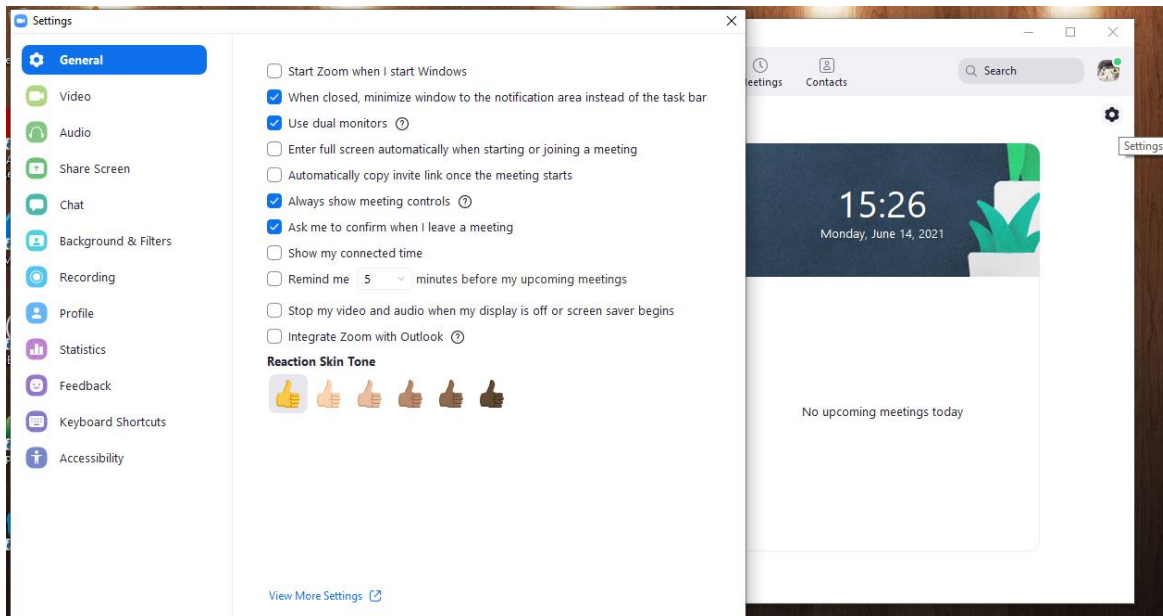 Settings
General
Video
Audio
Share Screen
Chat
Background & Filters
Recording
Profile
Statistics
Feedback
Keyboard Shortcuts
Accessibility
Start Zoom when I start Windows
When closed, minimize window to the notification area instead of the task bar
Use dual monitors
Enter full screen automatically when starting or joining a meeting
Automatically copy invite link once the meeting starts
Always show meeting controls
Ask me to confirm when I leave a meeting
Show my connected time
Remind me 5 minutes before my upcoming meetings
Stop my video and audio when my display is off or screen saver begins
Integrate Zoom with Outlook
Reaction Skin Tone
View More Settings
eetings
Contacts
Search
Settings
15:26
Monday, June 14, 2021
No upcoming meetings today